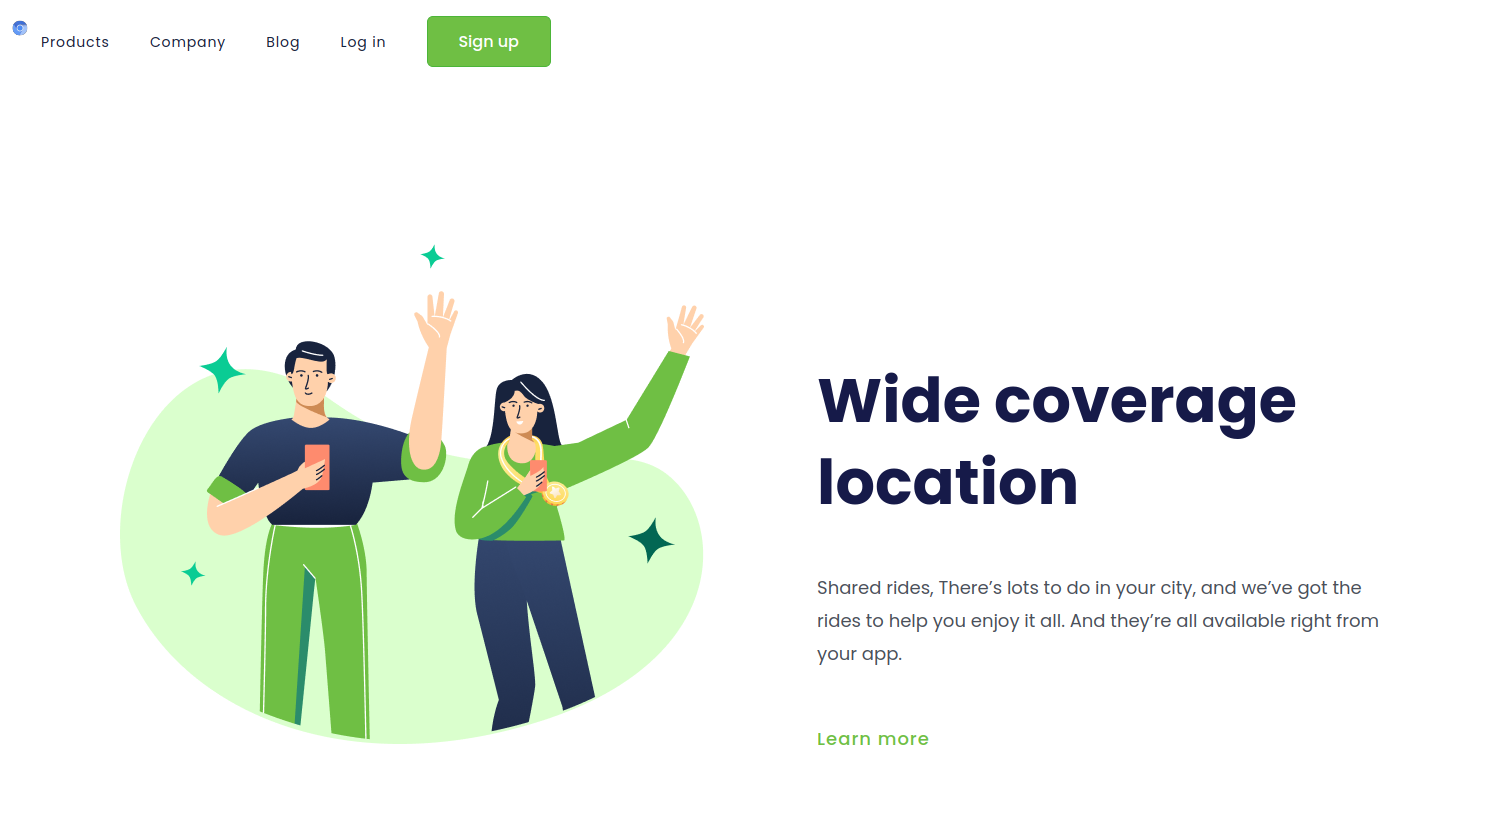 Products
Company
Blog
Log in
Sign up
Wide coverage
location
Shared rides, There’s lots to do in your city, and we’ve got the
rides to help you enjoy it all. And they’re all available right from
your app.
Learn more